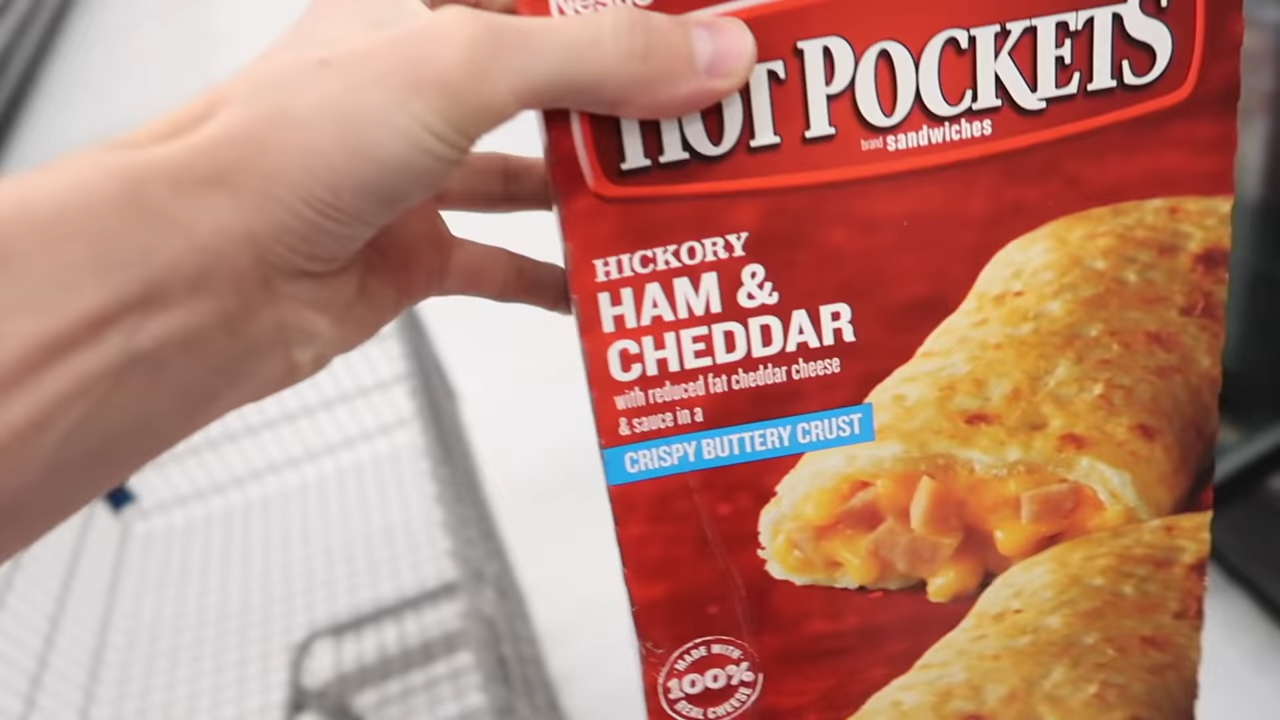 Nestlé
HOT POCKETS
brand sandwiches
HICKORY
HAM &
CHEDDAR
with reduced fat cheddar cheese
& sauce in a
CRISPY BUTTERY CRUST
MADE WITH
100%
REAL CHEESE